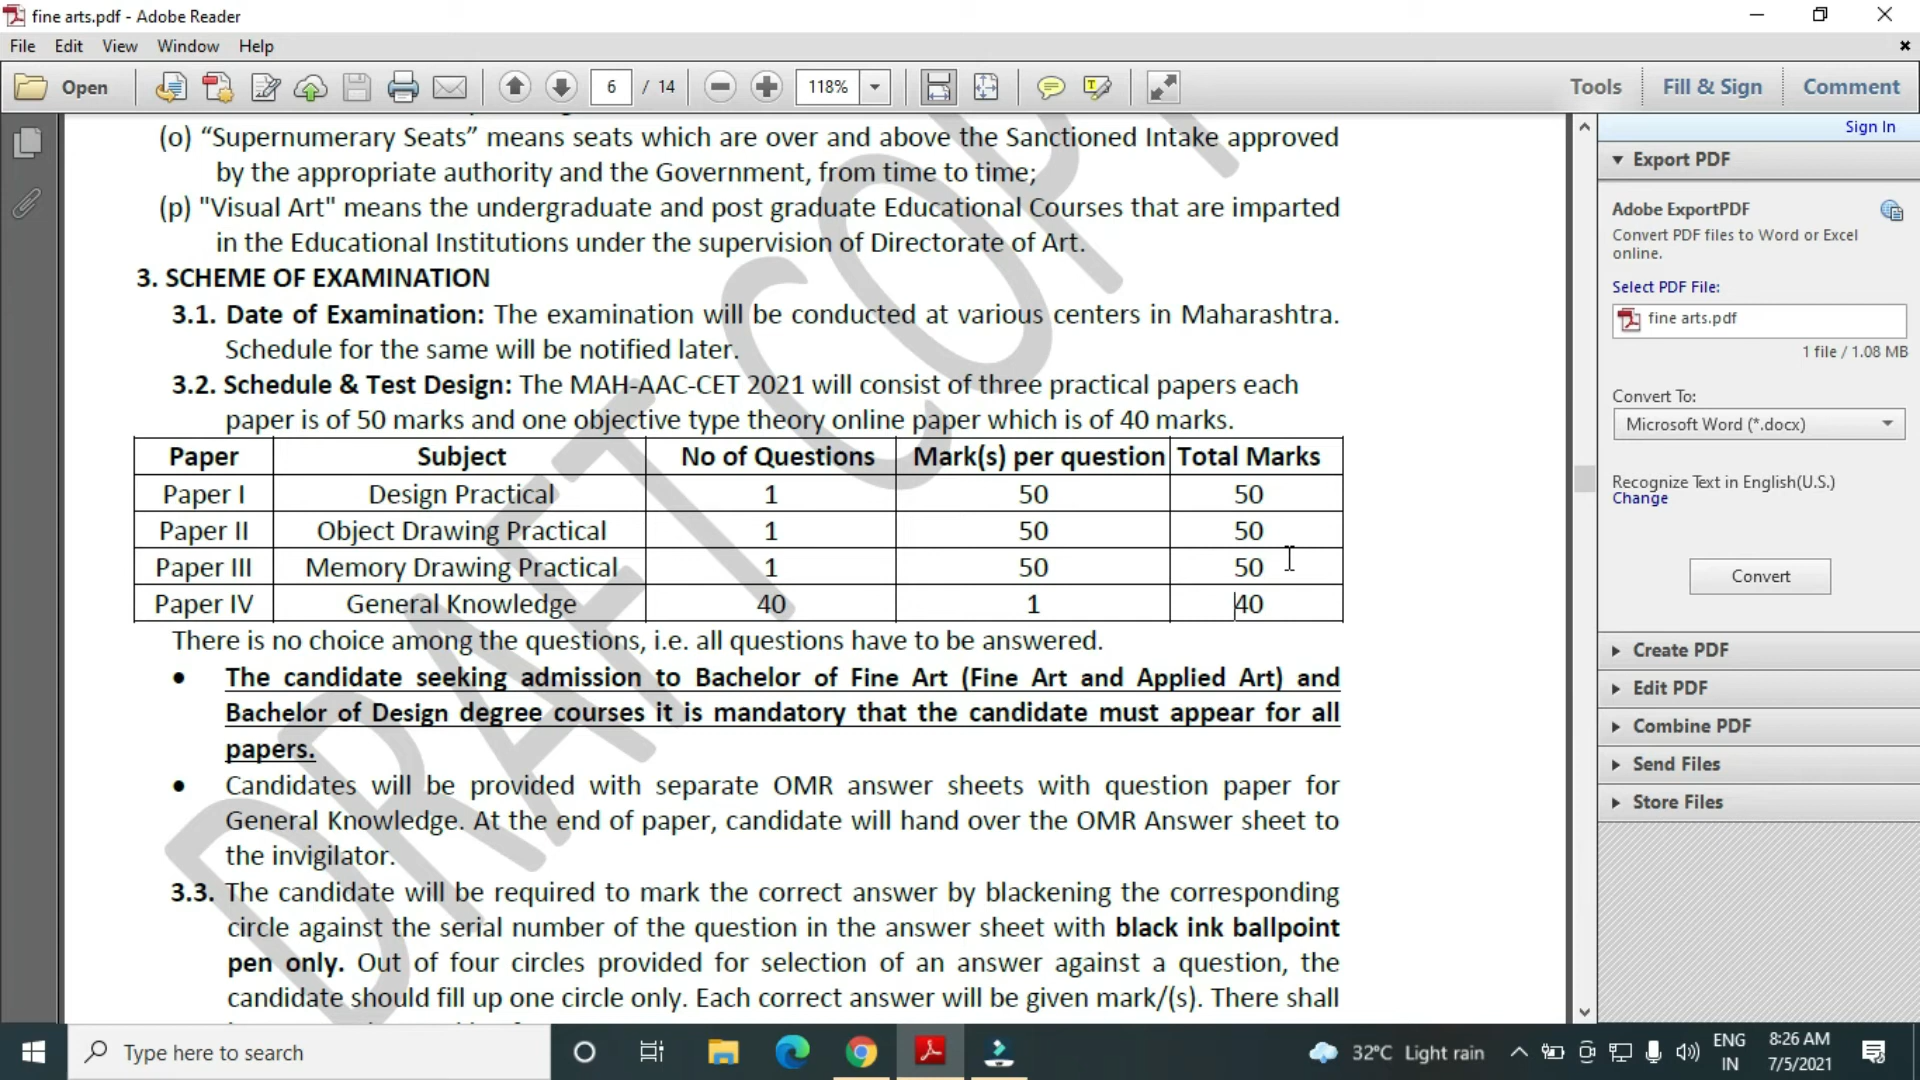 fine arts.pdf - Adobe Reader
File Edit View Window Help
Open 6 / 14 118% Tools Fill & Sign Comment
(o) “Supernumerary Seats” means seats which are over and above the Sanctioned Intake approved
by the appropriate authority and the Government, from time to time;
(p) "Visual Art" means the undergraduate and post graduate Educational Courses that are imparted
in the Educational Institutions under the supervision of Directorate of Art.
3. SCHEME OF EXAMINATION
3.1. Date of Examination: The examination will be conducted at various centers in Maharashtra.
Schedule for the same will be notified later.
3.2. Schedule & Test Design: The MAH-AAC-CET 2021 will consist of three practical papers each
paper is of 50 marks and one objective type theory online paper which is of 40 marks.
Paper Subject No of Questions Mark(s) per question Total Marks
Paper I Design Practical 1 50 50
Paper II Object Drawing Practical 1 50 50
Paper III Memory Drawing Practical 1 50 50
Paper IV General Knowledge 40 1 40
There is no choice among the questions, i.e. all questions have to be answered.
• The candidate seeking admission to Bachelor of Fine Art (Fine Art and Applied Art) and
Bachelor of Design degree courses it is mandatory that the candidate must appear for all
papers.
• Candidates will be provided with separate OMR answer sheets with question paper for
General Knowledge. At the end of paper, candidate will hand over the OMR Answer sheet to
the invigilator.
3.3. The candidate will be required to mark the correct answer by blackening the corresponding
circle against the serial number of the question in the answer sheet with black ink ballpoint
pen only. Out of four circles provided for selection of an answer against a question, the
candidate should fill up one circle only. Each correct answer will be given mark/(s). There shall
DRAFT COPY
Sign In
Export PDF
Adobe ExportPDF
Convert PDF files to Word or Excel
online.
Select PDF File:
fine arts.pdf
1 file / 1.08 MB
Convert To:
Microsoft Word (*.docx)
Recognize Text in English(U.S.)
Change
Convert
Create PDF
Edit PDF
Combine PDF
Send Files
Store Files
Type here to search
32°C Light rain
ENG
IN
8:26 AM
7/5/2021